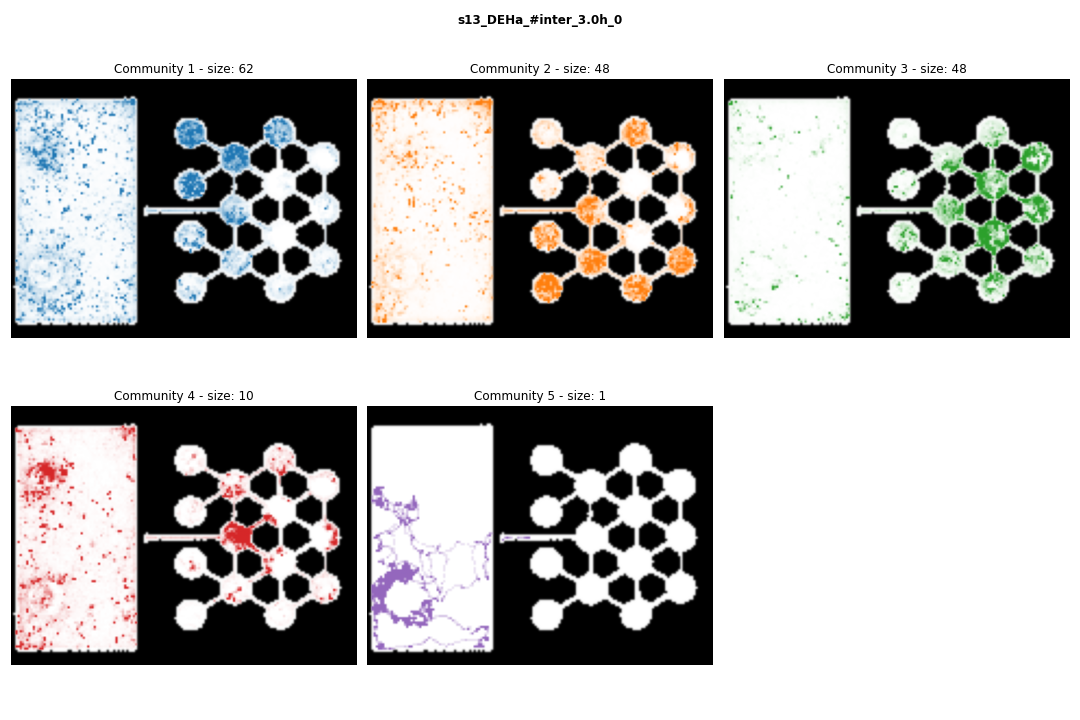 s13_DEHa_#inter_3.0h_0
Community 1 - size: 62
Community 2 - size: 48
Community 3 - size: 48
Community 4 - size: 10
Community 5 - size: 1